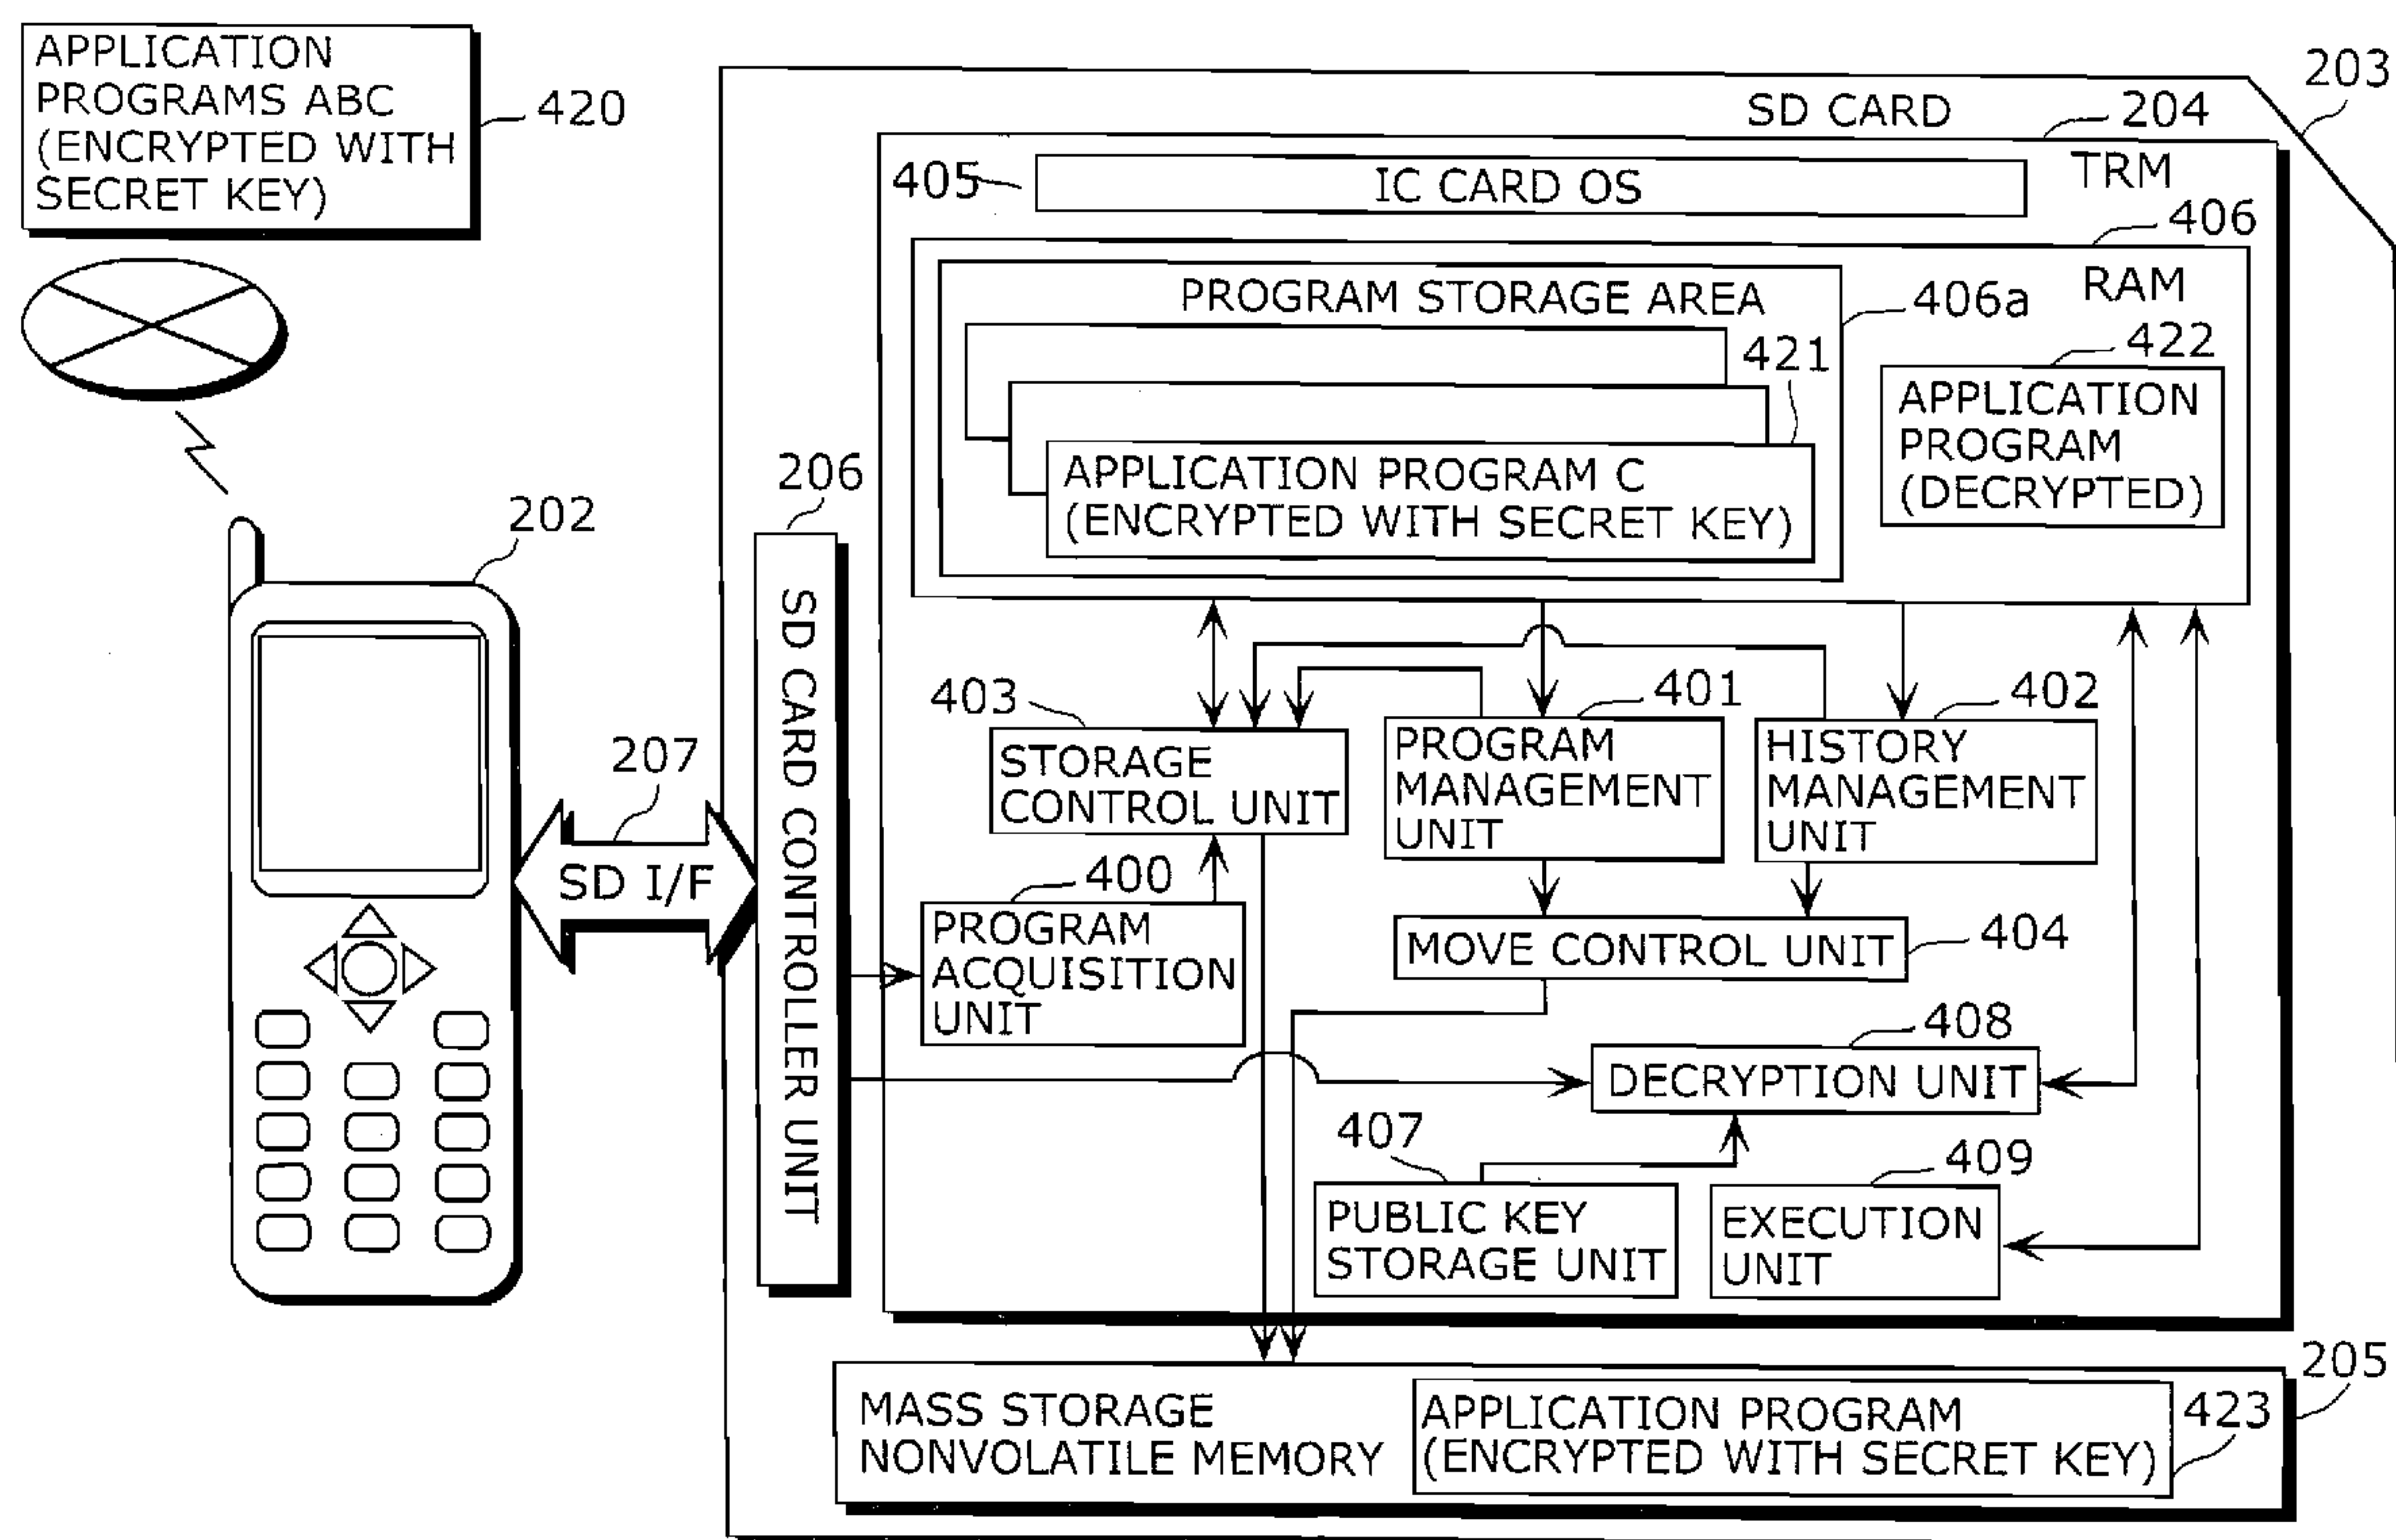 APPLICATION
PROGRAMS ABC
(ENCRYPTED WITH
SECRET KEY)
420
203
SD CARD
204
TRM
405
IC CARD OS
406
RAM
PROGRAM STORAGE AREA
406a
421
422
APPLICATION
PROGRAM
(DECRYPTED)
APPLICATION PROGRAM C
(ENCRYPTED WITH SECRET KEY)
206
202
SD CARD CONTROLLER UNIT
207
SD I/F
403
STORAGE
CONTROL UNIT
401
PROGRAM
MANAGEMENT
UNIT
402
HISTORY
MANAGEMENT
UNIT
400
PROGRAM
ACQUISITION
UNIT
MOVE CONTROL UNIT
404
408
DECRYPTION UNIT
407
PUBLIC KEY
STORAGE UNIT
409
EXECUTION
UNIT
205
MASS STORAGE
NONVOLATILE MEMORY
APPLICATION PROGRAM
(ENCRYPTED WITH SECRET KEY)
423